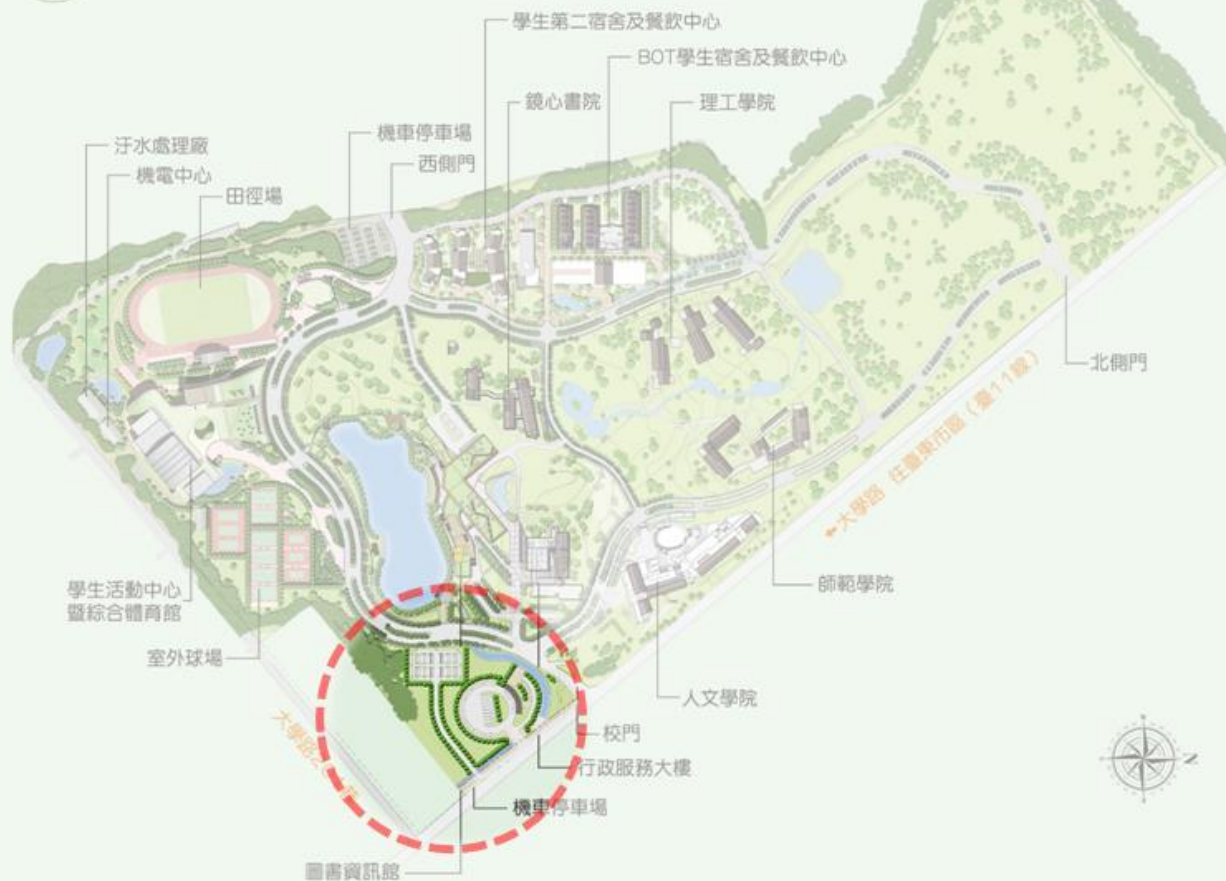 學生第二宿舍及餐飲中心
BOT學生宿舍及餐飲中心
鏡心書院
理工學院
機車停車場
西側門
汙水處理廠
機電中心
田徑場
北側門
大學路 往臺東市區(臺11線)
師範學院
學生活動中心
暨綜合體育館
室外球場
人文學院
校門
行政服務大樓
機車停車場
大學路
圖書資訊館
N